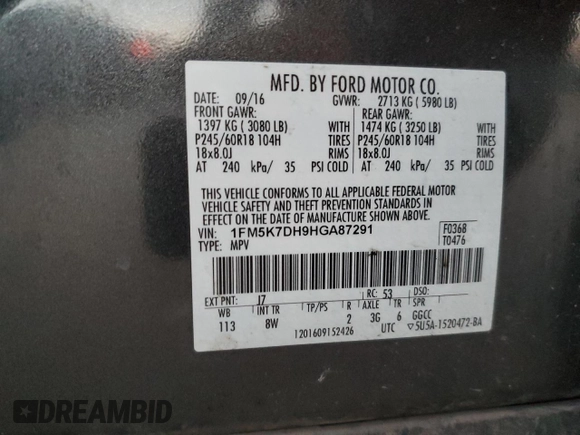 MFD. BY FORD MOTOR CO.
DATE: 09/16 GVWR: 2713 KG ( 5980 LB)
FRONT GAWR: REAR GAWR:
1397 KG ( 3080 LB) WITH 1474 KG ( 3250 LB) WITH
P245/60R18 104H TIRES P245/60R18 104H TIRES
18x8.0J RIMS 18x8.0J RIMS
AT 240 kPa/ 35 PSI COLD AT 240 kPa/ 35 PSI COLD
THIS VEHICLE CONFORMS TO ALL APPLICABLE FEDERAL MOTOR
VEHICLE SAFETY AND THEFT PREVENTION STANDARDS IN
EFFECT ON THE DATE OF MANUFACTURE SHOWN ABOVE.
VIN: 1FM5K7DH9HGA87291 F0368
TYPE: MPV T0476
EXT PNT: J7 RC: 53 DSO:
WB INT TR TP/PS R AXLE TR SPR
113 8W 2 3G 6 GGCC
1201609152426 UTC ▽5U5A-1520472-BA
DREAMBID